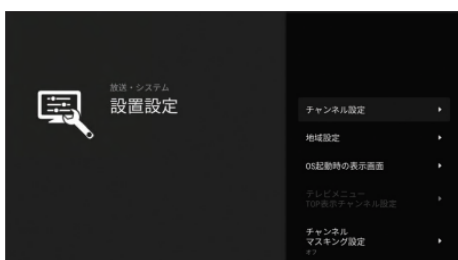 放送・システム
設置設定
チャンネル設定
地域設定
OS起動時の表示画面
テレビメニュー
TOP表示チャンネル設定
チャンネル
マスキング設定
オフ